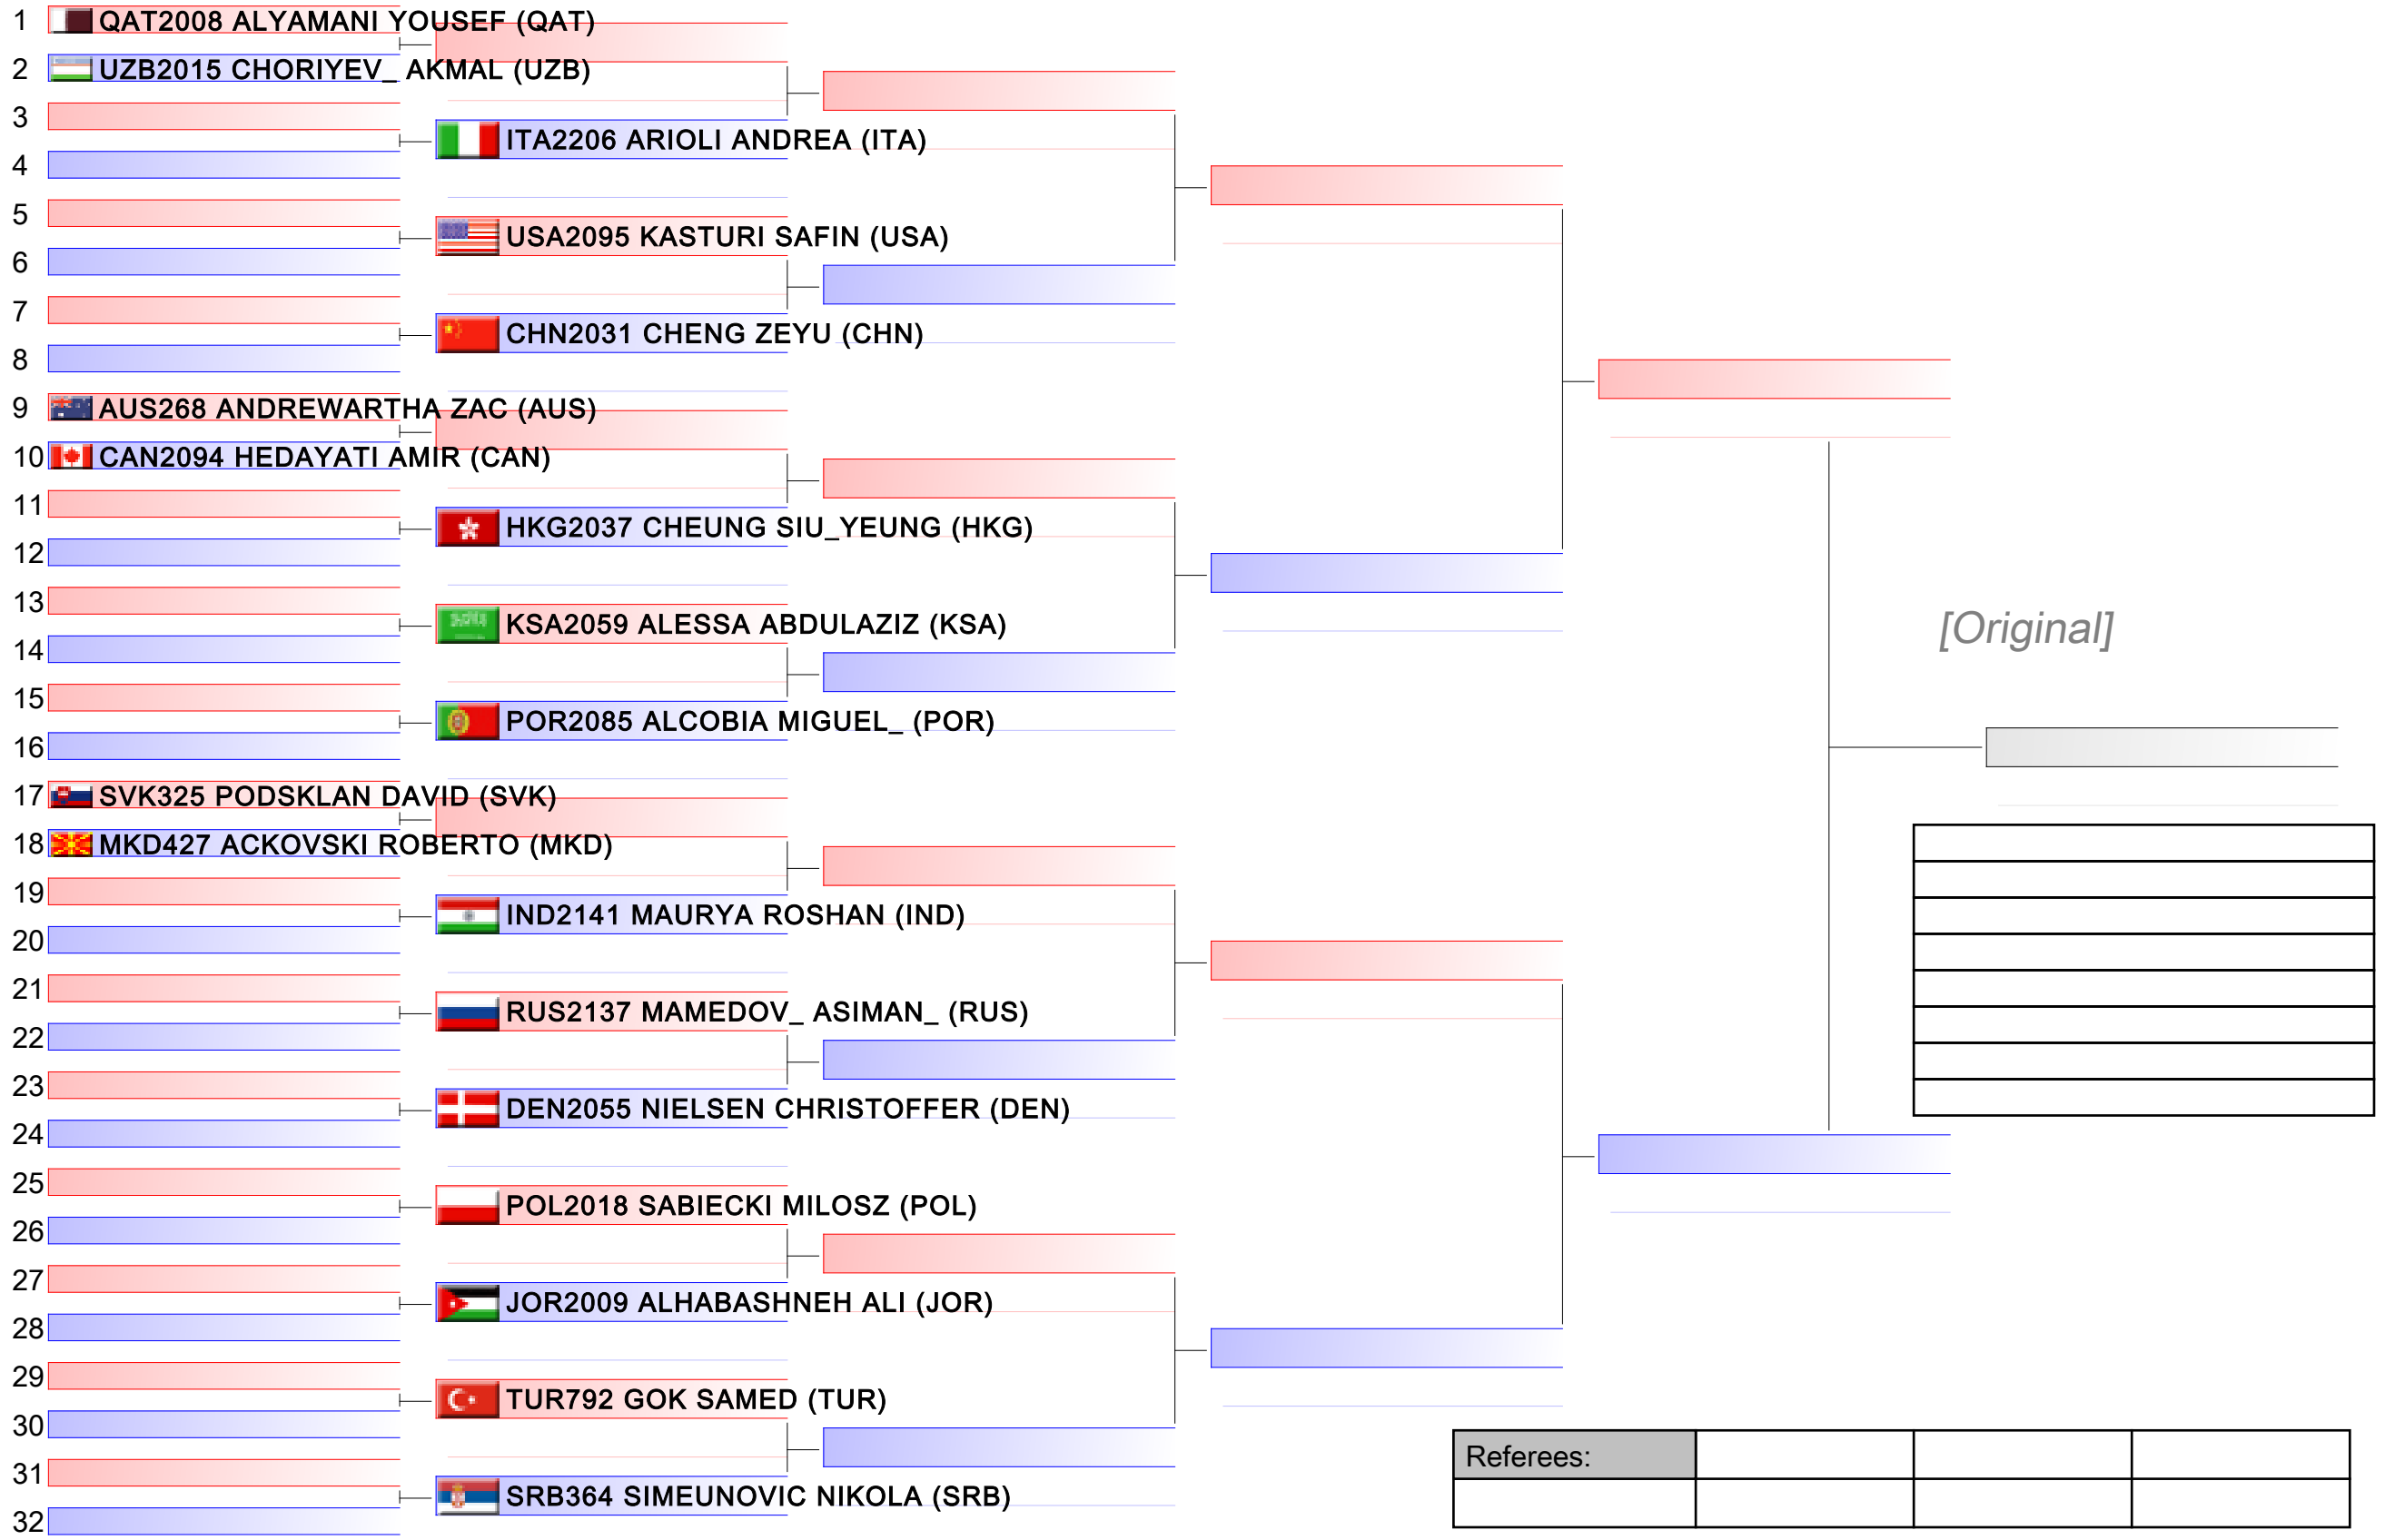 1 QAT2008 ALYAMANI YOUSEF (QAT)
2 UZB2015 CHORIYEV_ AKMAL (UZB)
3
ITA2206 ARIOLI ANDREA (ITA)
4
5
USA2095 KASTURI SAFIN (USA)
6
7
CHN2031 CHENG ZEYU (CHN)
8
9 AUS268 ANDREWARTHA ZAC (AUS)
10 CAN2094 HEDAYATI AMIR (CAN)
11
HKG2037 CHEUNG SIU_YEUNG (HKG)
12
13
KSA2059 ALESSA ABDULAZIZ (KSA)
[Original]
14
15
POR2085 ALCOBIA MIGUEL_ (POR)
16
17 SVK325 PODSKLAN DAVID (SVK)
18 MKD427 ACKOVSKI ROBERTO (MKD)
19
IND2141 MAURYA ROSHAN (IND)
20
21
RUS2137 MAMEDOV_ ASIMAN_ (RUS)
22
23
DEN2055 NIELSEN CHRISTOFFER (DEN)
24
25
POL2018 SABIECKI MILOSZ (POL)
26
27
JOR2009 ALHABASHNEH ALI (JOR)
28
29
TUR792 GOK SAMED (TUR)
30
Referees:
31
SRB364 SIMEUNOVIC NIKOLA (SRB)
32